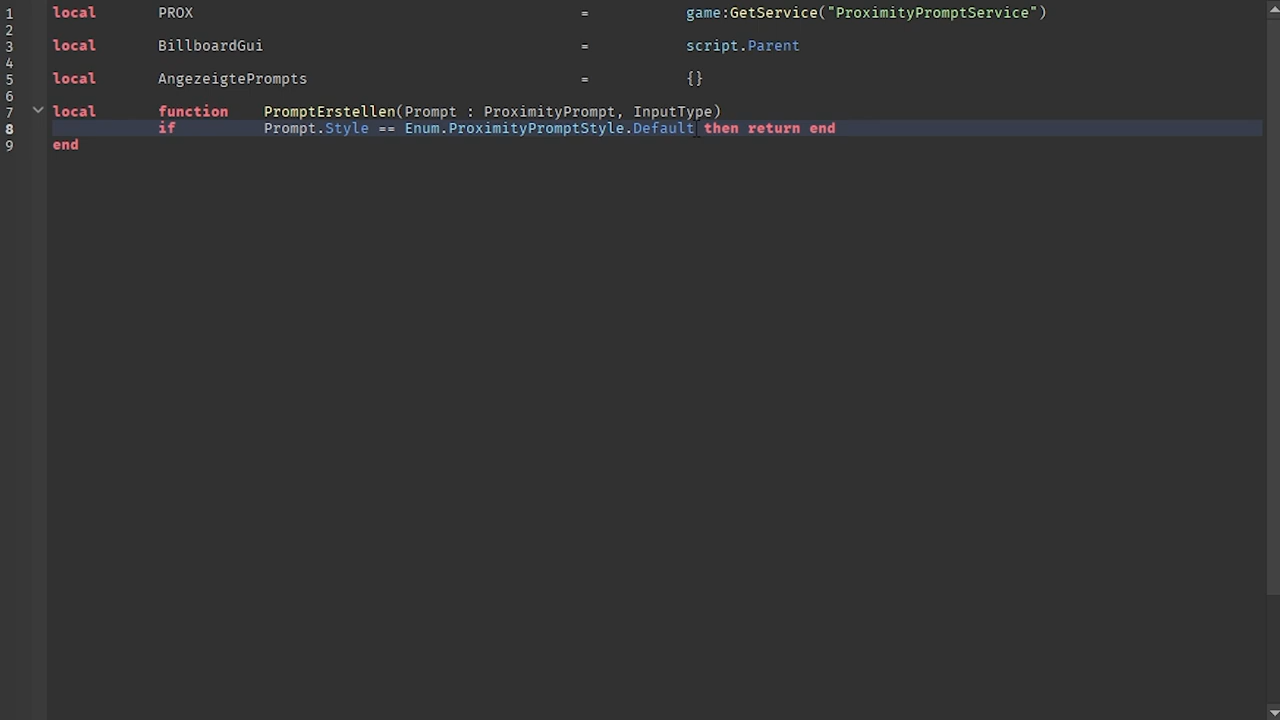 1 local PROX = game:GetService("ProximityPromptService")
2
3 local BillboardGui = script.Parent
4
5 local AngezeigtePrompts = {}
6
7 local function PromptErstellen(Prompt : ProximityPrompt, InputType)
8 if Prompt.Style == Enum.ProximityPromptStyle.Default then return end
9 end